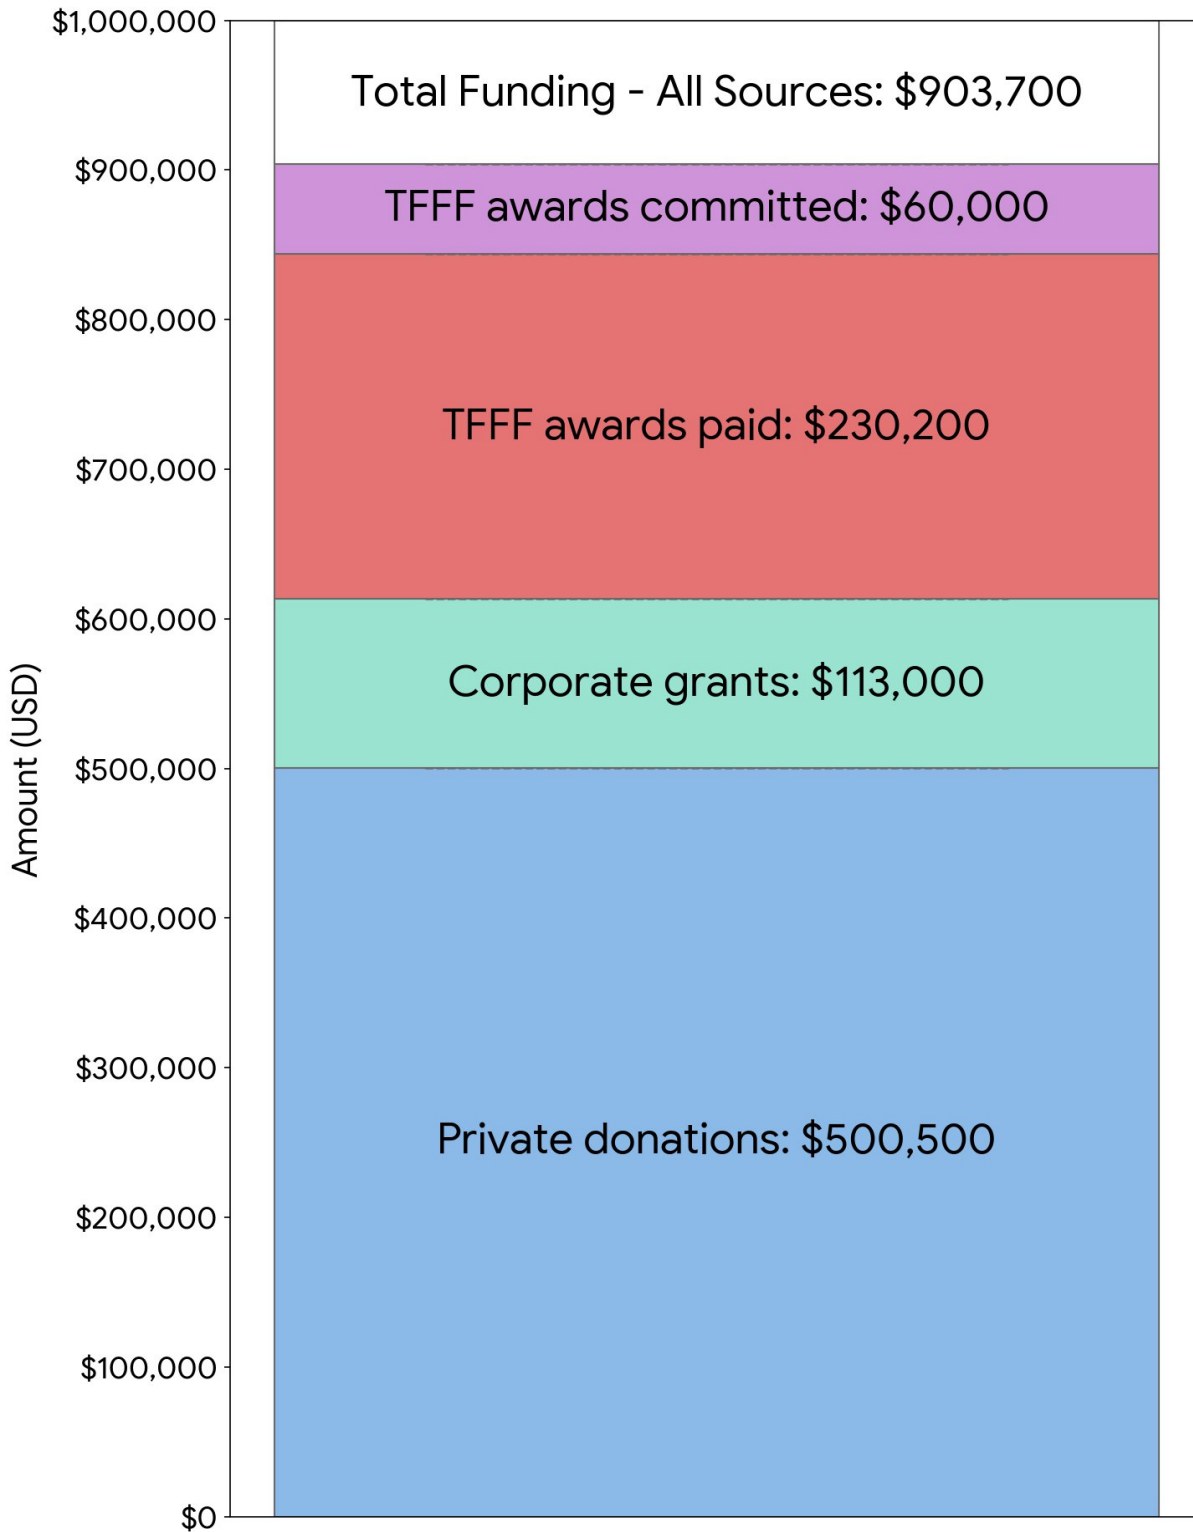 $1,000,000
Total Funding - All Sources: $903,700
$900,000
TFFF awards committed: $60,000
$800,000
TFFF awards paid: $230,200
$700,000
$600,000
Corporate grants: $113,000
$500,000
Amount (USD)
$400,000
$300,000
Private donations: $500,500
$200,000
$100,000
$0